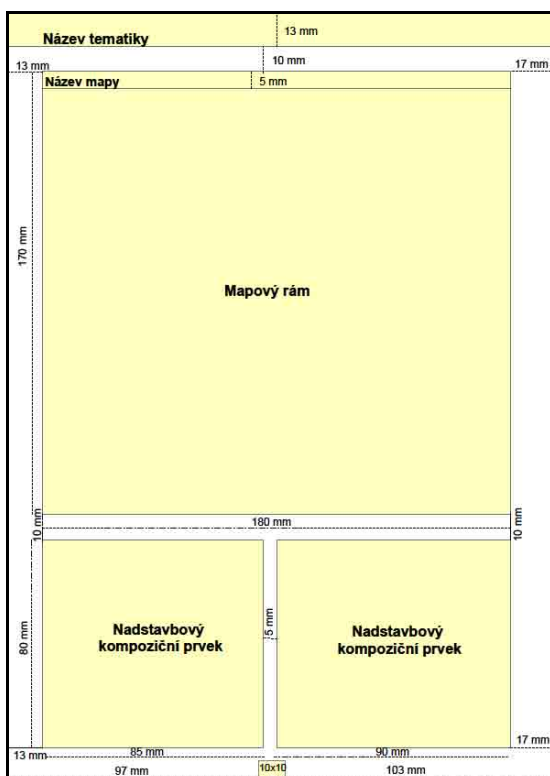 13 mm
Název tematiky
10 mm
13 mm
17 mm
Název mapy
5 mm
170 mm
Mapový rám
10 mm
180 mm
10 mm
Nadstavbový
kompoziční prvek
5 mm
Nadstavbový
kompoziční prvek
80 mm
17 mm
13 mm
85 mm
90 mm
97 mm
10x10
103 mm